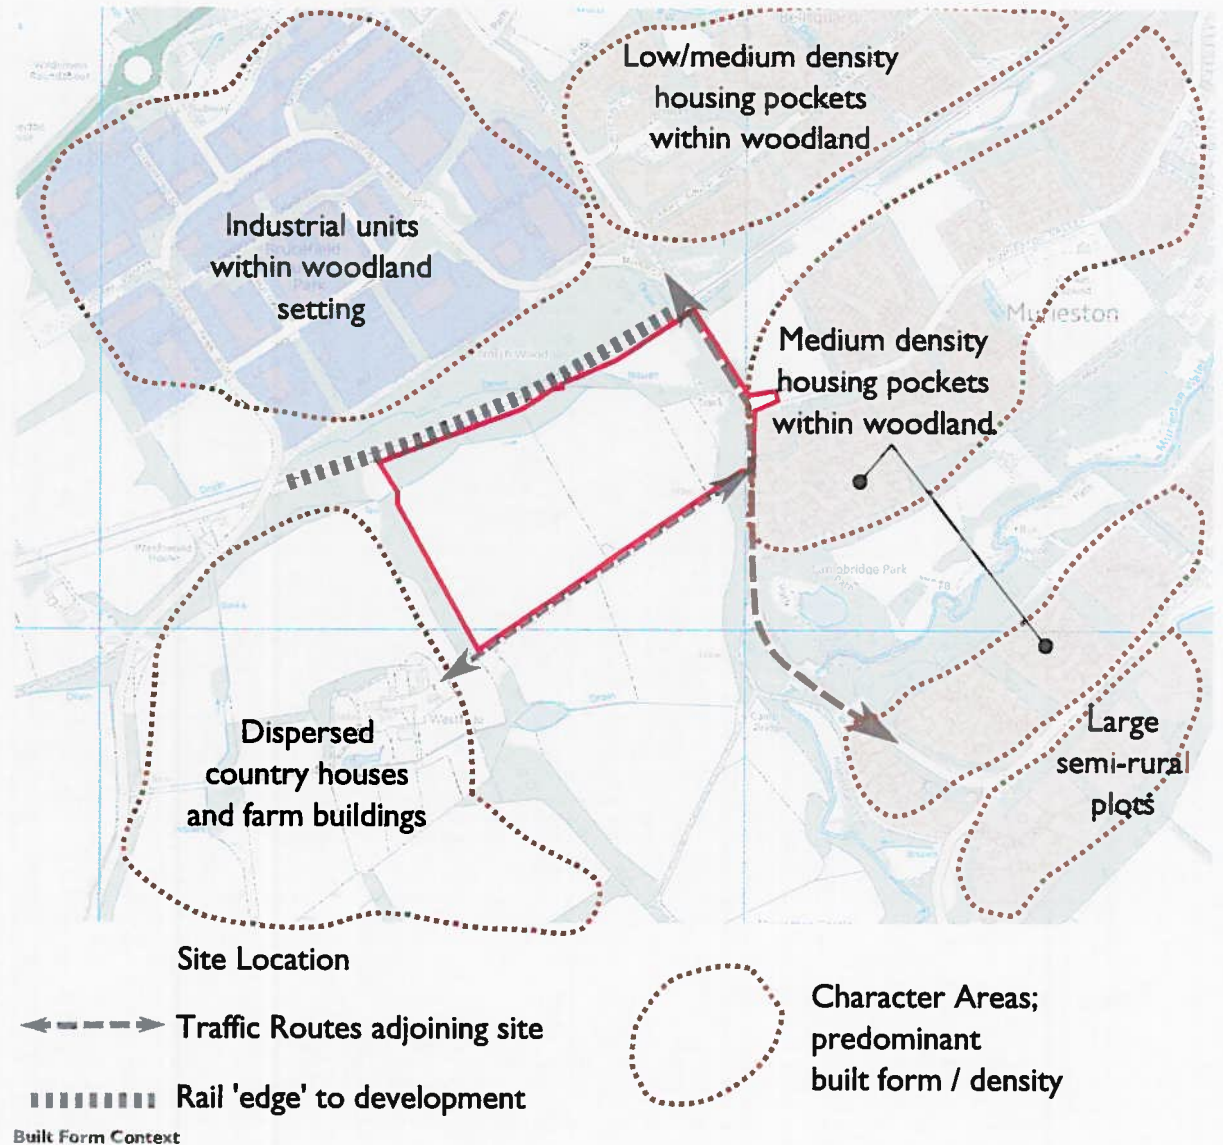 Low/medium density
housing pockets
within woodland
Industrial units
within woodland
setting
Murieston
Medium density
housing pockets
within woodland
Dispersed
country houses
and farm buildings
Large
semi-rural
plots
Site Location
Traffic Routes adjoining site
Rail 'edge' to development
Character Areas;
predominant
built form / density
Built Form Context